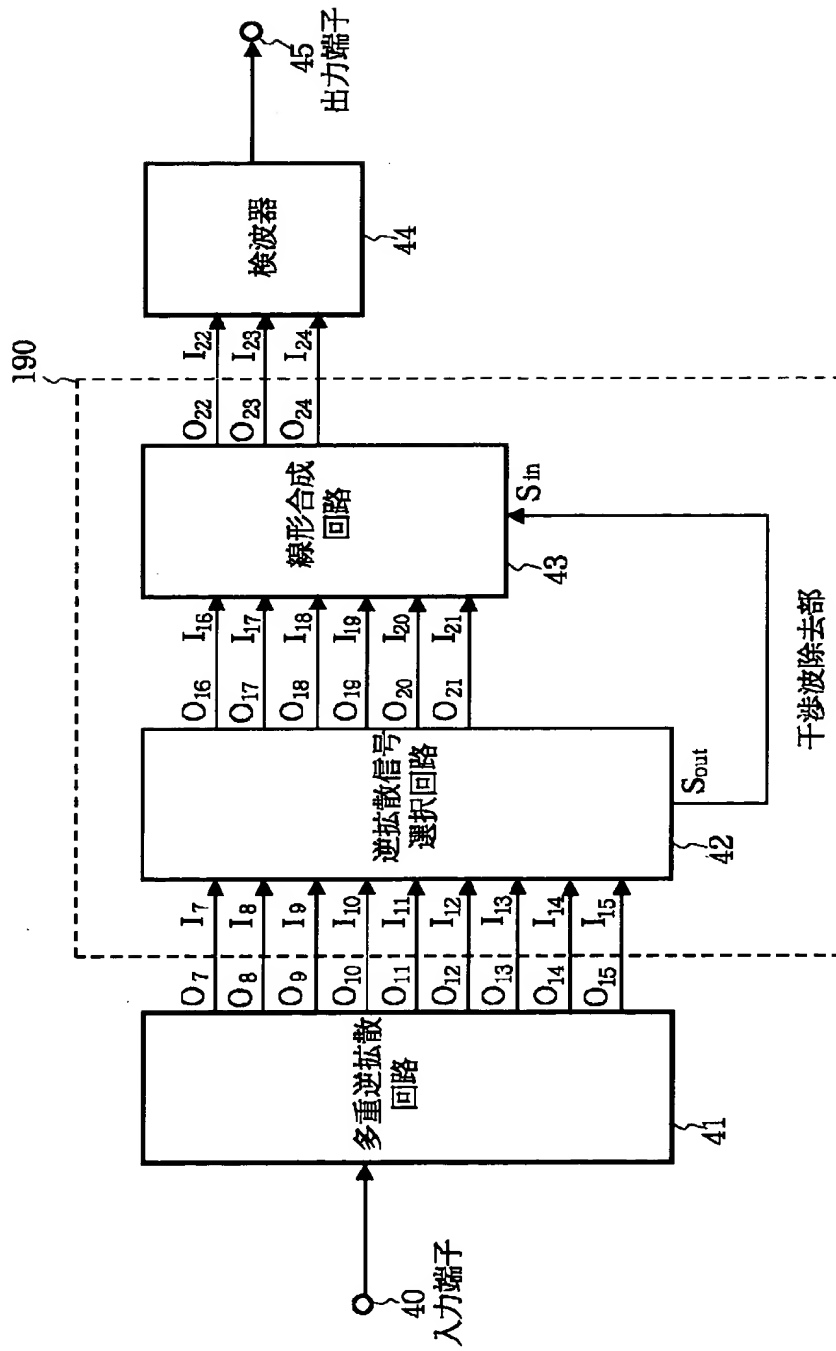 190
40
入力端子
多重逆拡散
回路
41
O7 I7
O8 I8
O9 I9
O10 I10
O11 I11
O12 I12
O13 I13
O14 I14
O15 I15
逆拡散信号
選択回路
42
Sout
O16 I16
O17 I17
O18 I18
O19 I19
O20 I20
O21 I21
線形合成
回路
43
Sin
O22 I22
O23 I23
O24 I24
検波器
44
45
出力端子
干渉波除去部